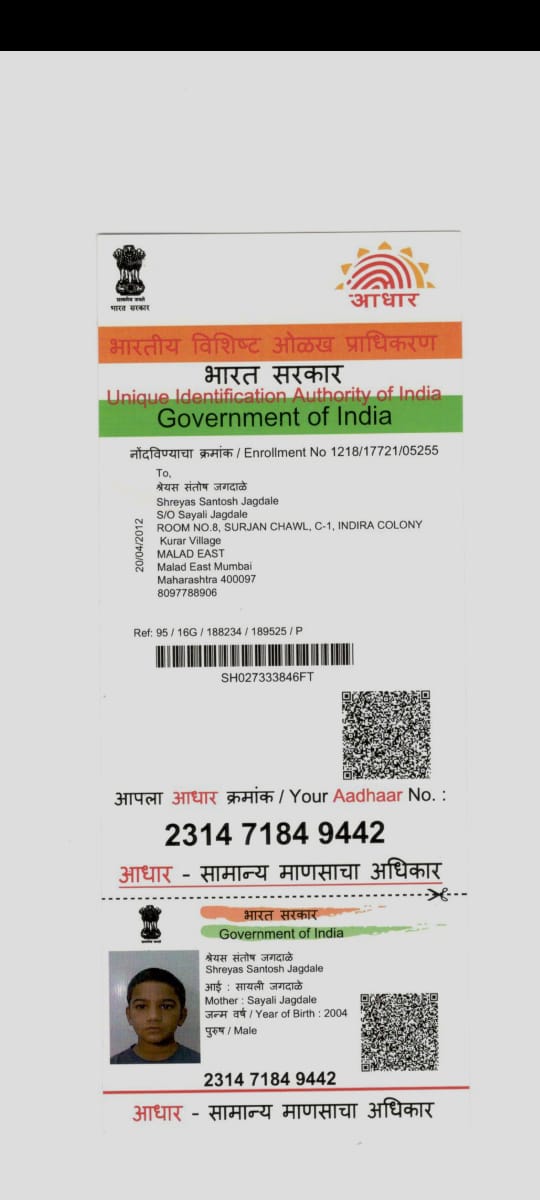 सत्यमेव जयते
भारत सरकार
आधार
भारतीय विशिष्ट ओळख प्राधिकरण
भारत सरकार
Unique Identification Authority of India
Government of India
नोंदविण्याचा क्रमांक / Enrollment No 1218/17721/05255
To,
श्रेयस संतोष जगदाळे
Shreyas Santosh Jagdale
S/O Sayali Jagdale
ROOM NO.8, SURJAN CHAWL, C-1, INDIRA COLONY
Kurar Village
MALAD EAST
Malad East Mumbai
Maharashtra 400097
8097788906
20/04/2012
Ref: 95 / 16G / 188234 / 189525 / P
SH027333846FT
आपला आधार क्रमांक / Your Aadhaar No. :
2314 7184 9442
आधार - सामान्य माणसाचा अधिकार
भारत सरकार
Government of India
श्रेयस संतोष जगदाळे
Shreyas Santosh Jagdale
आई : सायली जगदाळे
Mother : Sayali Jagdale
जन्म वर्ष / Year of Birth : 2004
पुरुष / Male
2314 7184 9442
आधार - सामान्य माणसाचा अधिकार